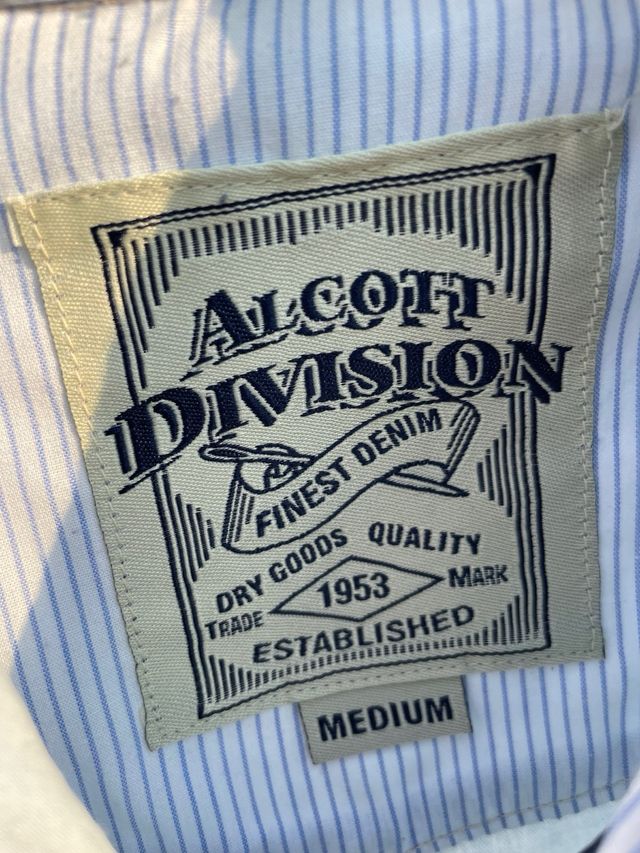 ALCOTT
DIVISION
FINEST DENIM
DRY GOODS QUALITY
TRADE 1953 MARK
ESTABLISHED
MEDIUM